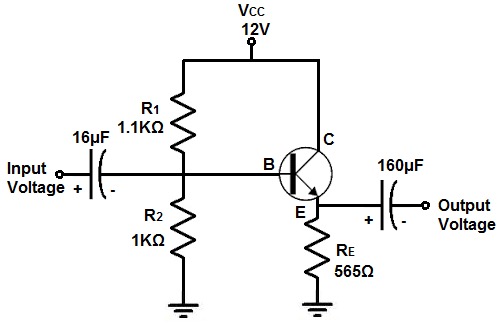 VCC
12V
R1
1.1KΩ
16µF
C
160µF
Input
Voltage
+
-
B
E
+
-
Output
Voltage
R2
1KΩ
RE
565Ω